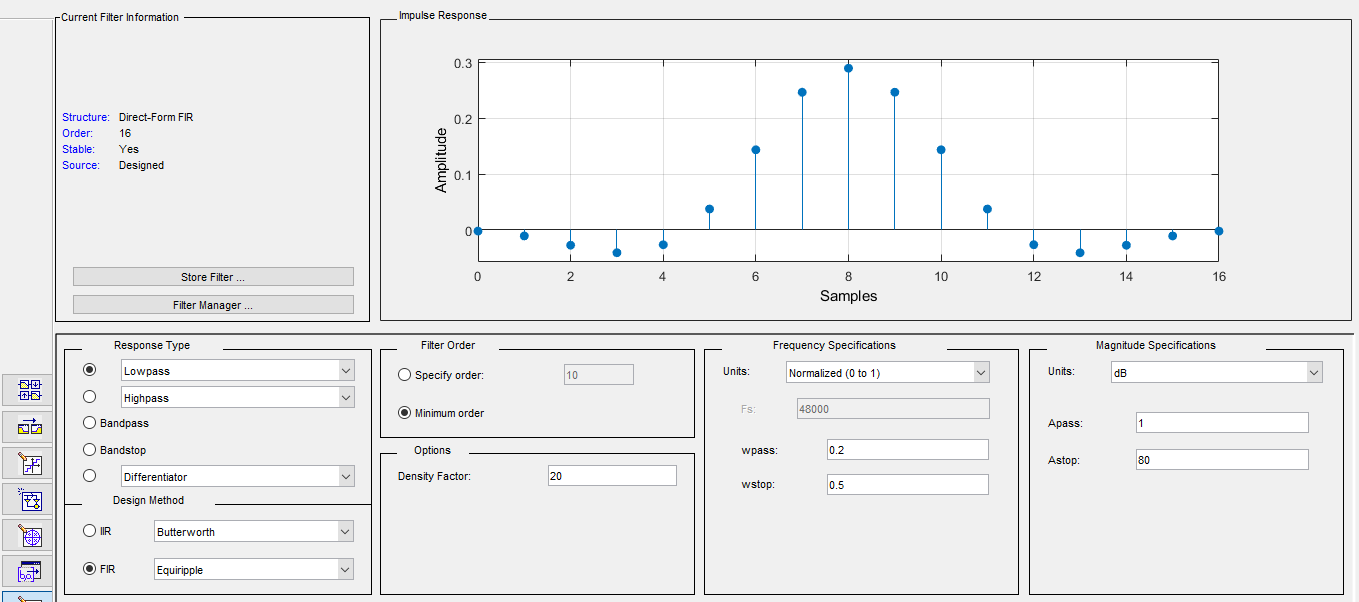 Current Filter Information
Structure: Direct-Form FIR
Order: 16
Stable: Yes
Source: Designed
Store Filter ...
Filter Manager ...
Impulse Response
Amplitude
0.3
0.2
0.1
0
0 2 4 6 8 10 12 14 16
Samples
Response Type
Lowpass
Highpass
Bandpass
Bandstop
Differentiator
Design Method
IIR Butterworth
FIR Equiripple
Filter Order
Specify order: 10
Minimum order
Options
Density Factor: 20
Frequency Specifications
Units: Normalized (0 to 1)
Fs: 48000
wpass: 0.2
wstop: 0.5
Magnitude Specifications
Units: dB
Apass: 1
Astop: 80